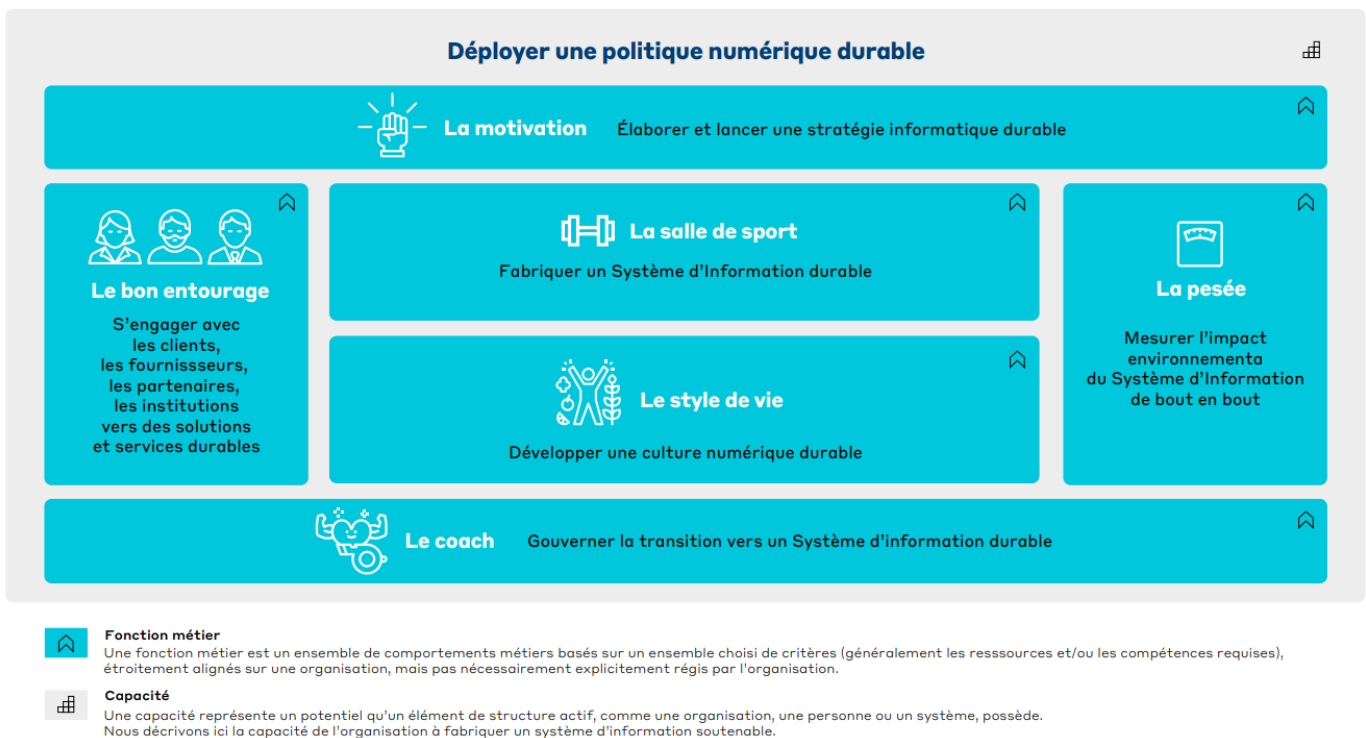 Déployer une politique numérique durable
La motivation Élaborer et lancer une stratégie informatique durable
Le bon entourage
S'engager avec
les clients,
les fournissseurs,
les partenaires,
les institutions
vers des solutions
et services durables
La salle de sport
Fabriquer un Système d'Information durable
Le style de vie
Développer une culture numérique durable
La pesée
Mesurer l'impact
environnementa
du Système d'Information
de bout en bout
Le coach Gouverner la transition vers un Système d'information durable
Fonction métier
Une fonction métier est un ensemble de comportements métiers basés sur un ensemble choisi de critères (généralement les resssources et/ou les compétences requises),
étroitement alignés sur une organisation, mais pas nécessairement explicitement régis par l'organisation.
Capacité
Une capacité représente un potentiel qu'un élément de structure actif, comme une organisation, une personne ou un système, possède.
Nous décrivons ici la capacité de l'organisation à fabriquer un système d'information soutenable.